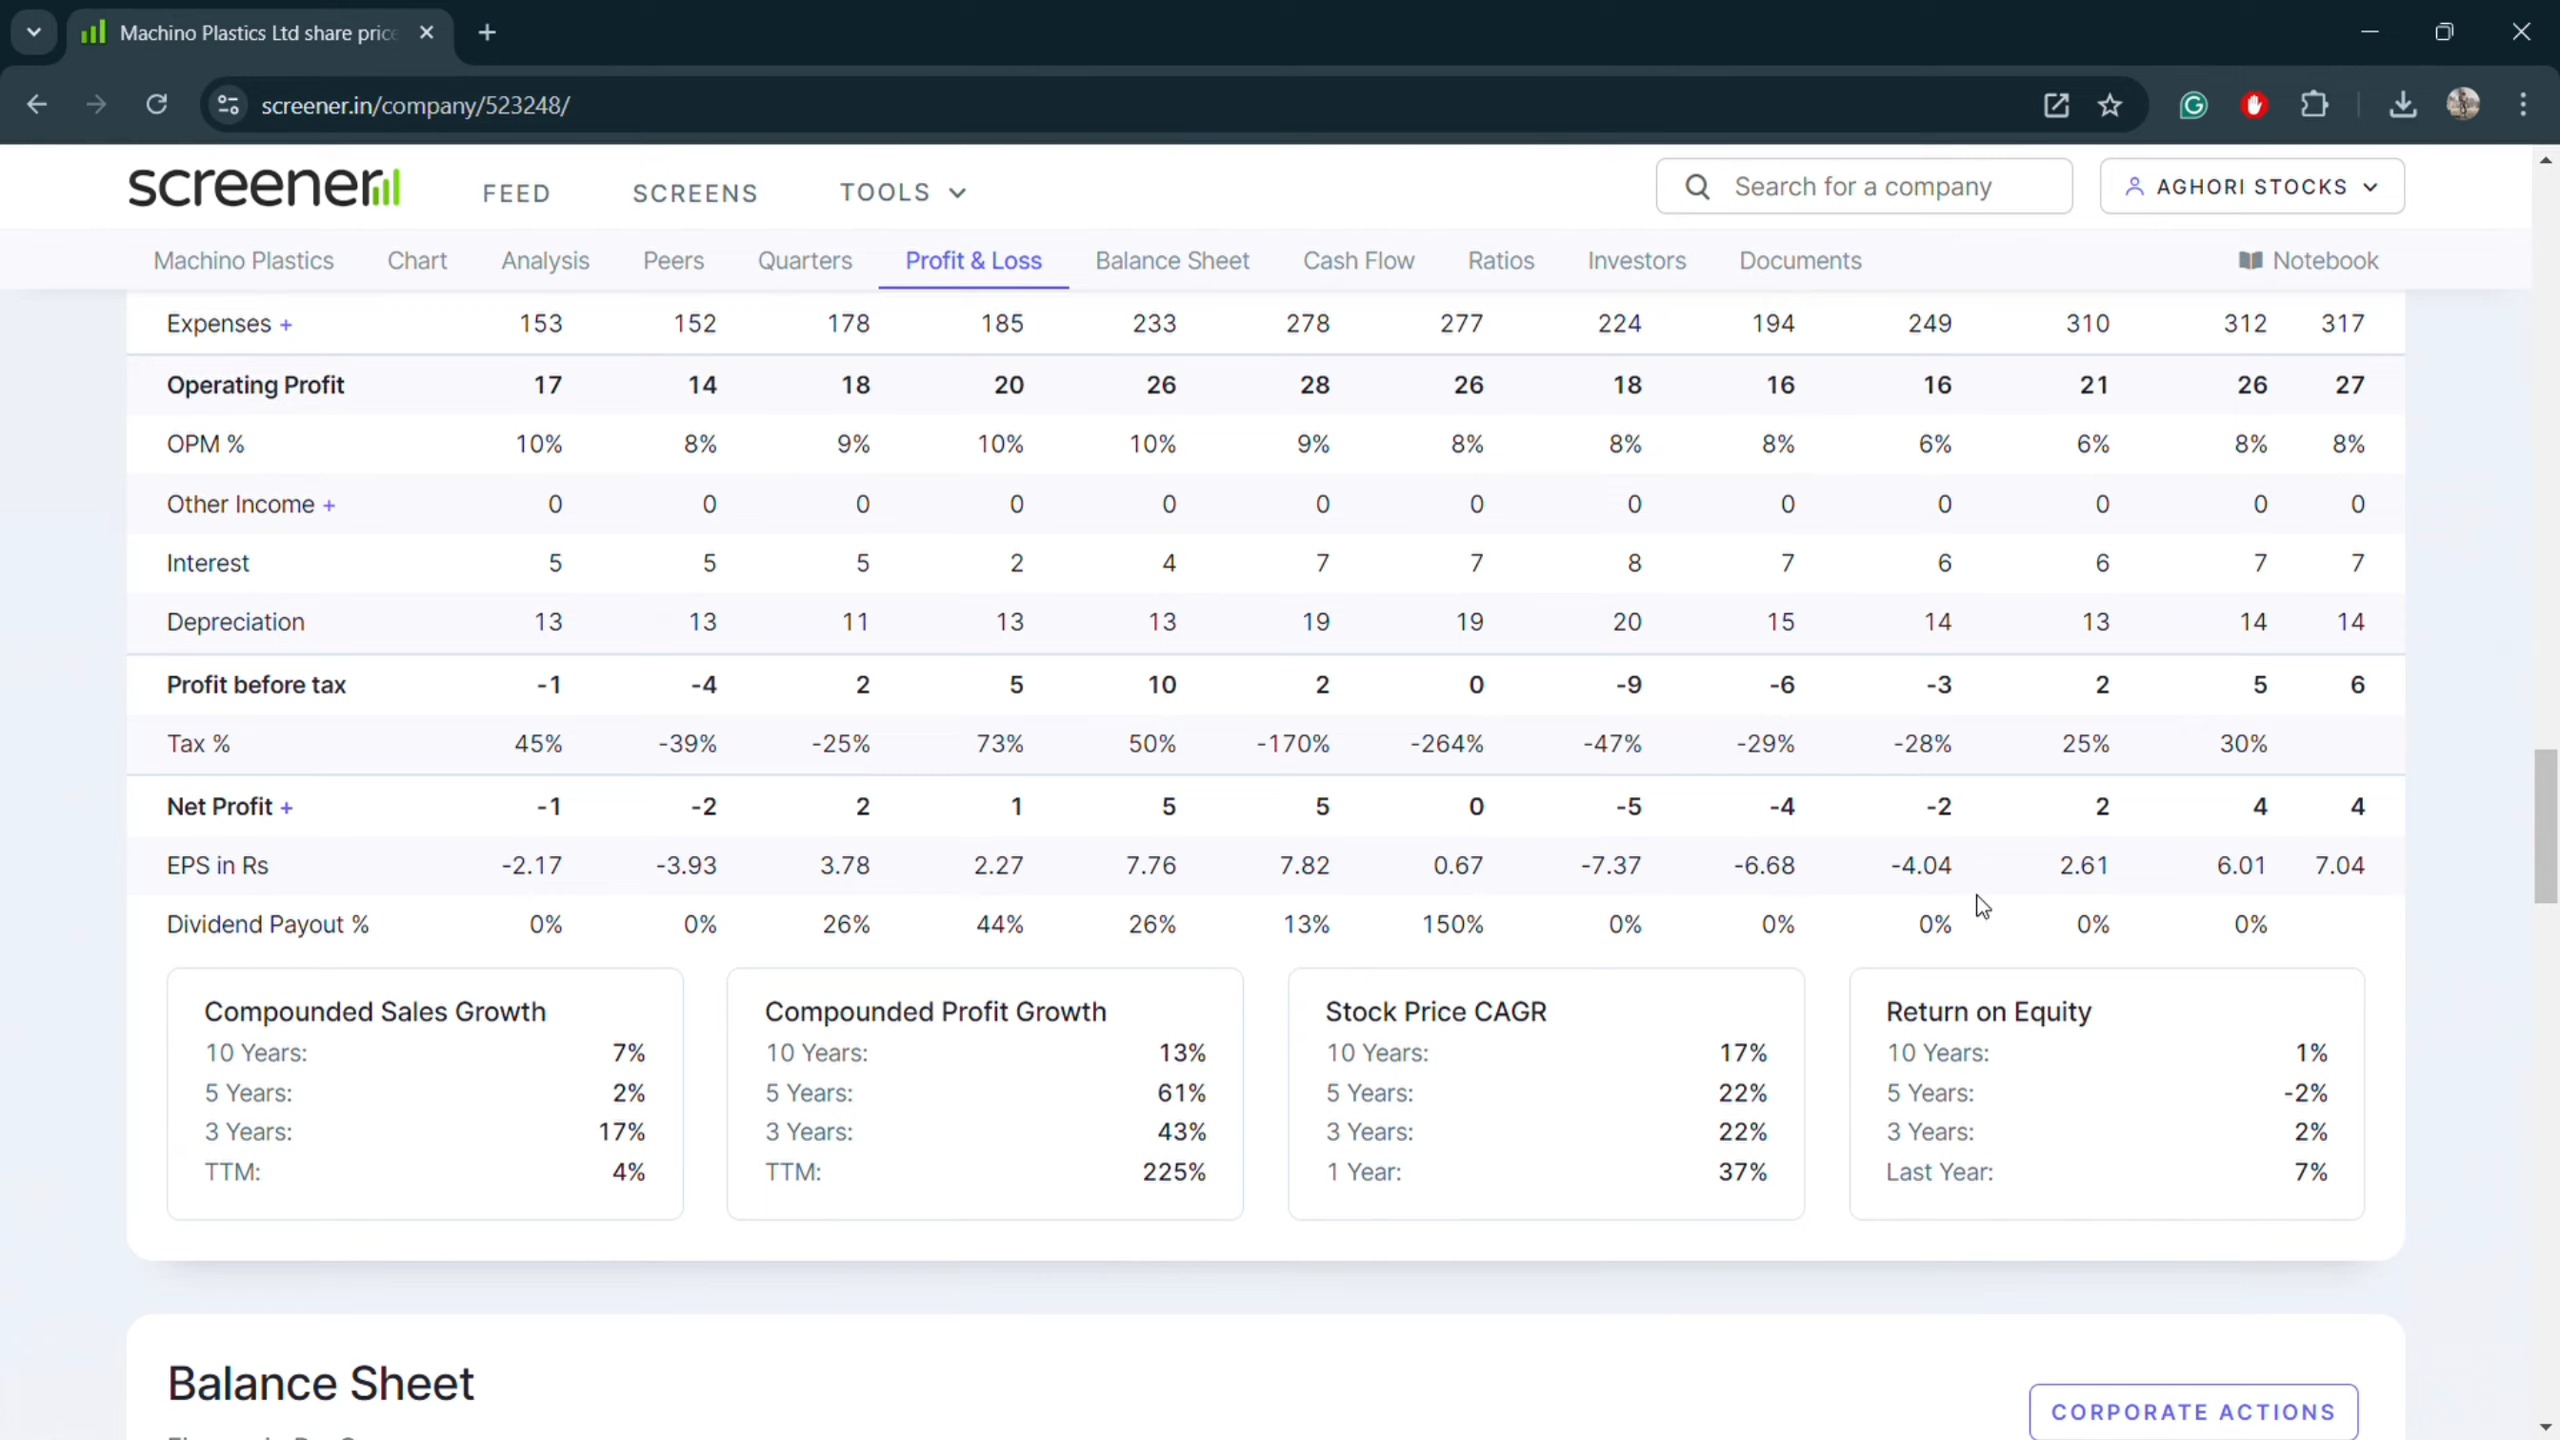 Machino Plastics Ltd share price
screener.in/company/523248/
screener FEED SCREENS TOOLS Search for a company AGHORI STOCKS
Machino Plastics Chart Analysis Peers Quarters Profit & Loss Balance Sheet Cash Flow Ratios Investors Documents Notebook
Expenses + 153 152 178 185 233 278 277 224 194 249 310 312 317
Operating Profit 17 14 18 20 26 28 26 18 16 16 21 26 27
OPM % 10% 8% 9% 10% 10% 9% 8% 8% 8% 6% 6% 8% 8%
Other Income + 0 0 0 0 0 0 0 0 0 0 0 0 0
Interest 5 5 5 2 4 7 7 8 7 6 6 7 7
Depreciation 13 13 11 13 13 19 19 20 15 14 13 14 14
Profit before tax -1 -4 2 5 10 2 0 -9 -6 -3 2 5 6
Tax % 45% -39% -25% 73% 50% -170% -264% -47% -29% -28% 25% 30%
Net Profit + -1 -2 2 1 5 5 0 -5 -4 -2 2 4 4
EPS in Rs -2.17 -3.93 3.78 2.27 7.76 7.82 0.67 -7.37 -6.68 -4.04 2.61 6.01 7.04
Dividend Payout % 0% 0% 26% 44% 26% 13% 150% 0% 0% 0% 0% 0%
Compounded Sales Growth
10 Years: 7%
5 Years: 2%
3 Years: 17%
TTM: 4%
Compounded Profit Growth
10 Years: 13%
5 Years: 61%
3 Years: 43%
TTM: 225%
Stock Price CAGR
10 Years: 17%
5 Years: 22%
3 Years: 22%
1 Year: 37%
Return on Equity
10 Years: 1%
5 Years: -2%
3 Years: 2%
Last Year: 7%
Balance Sheet
CORPORATE ACTIONS